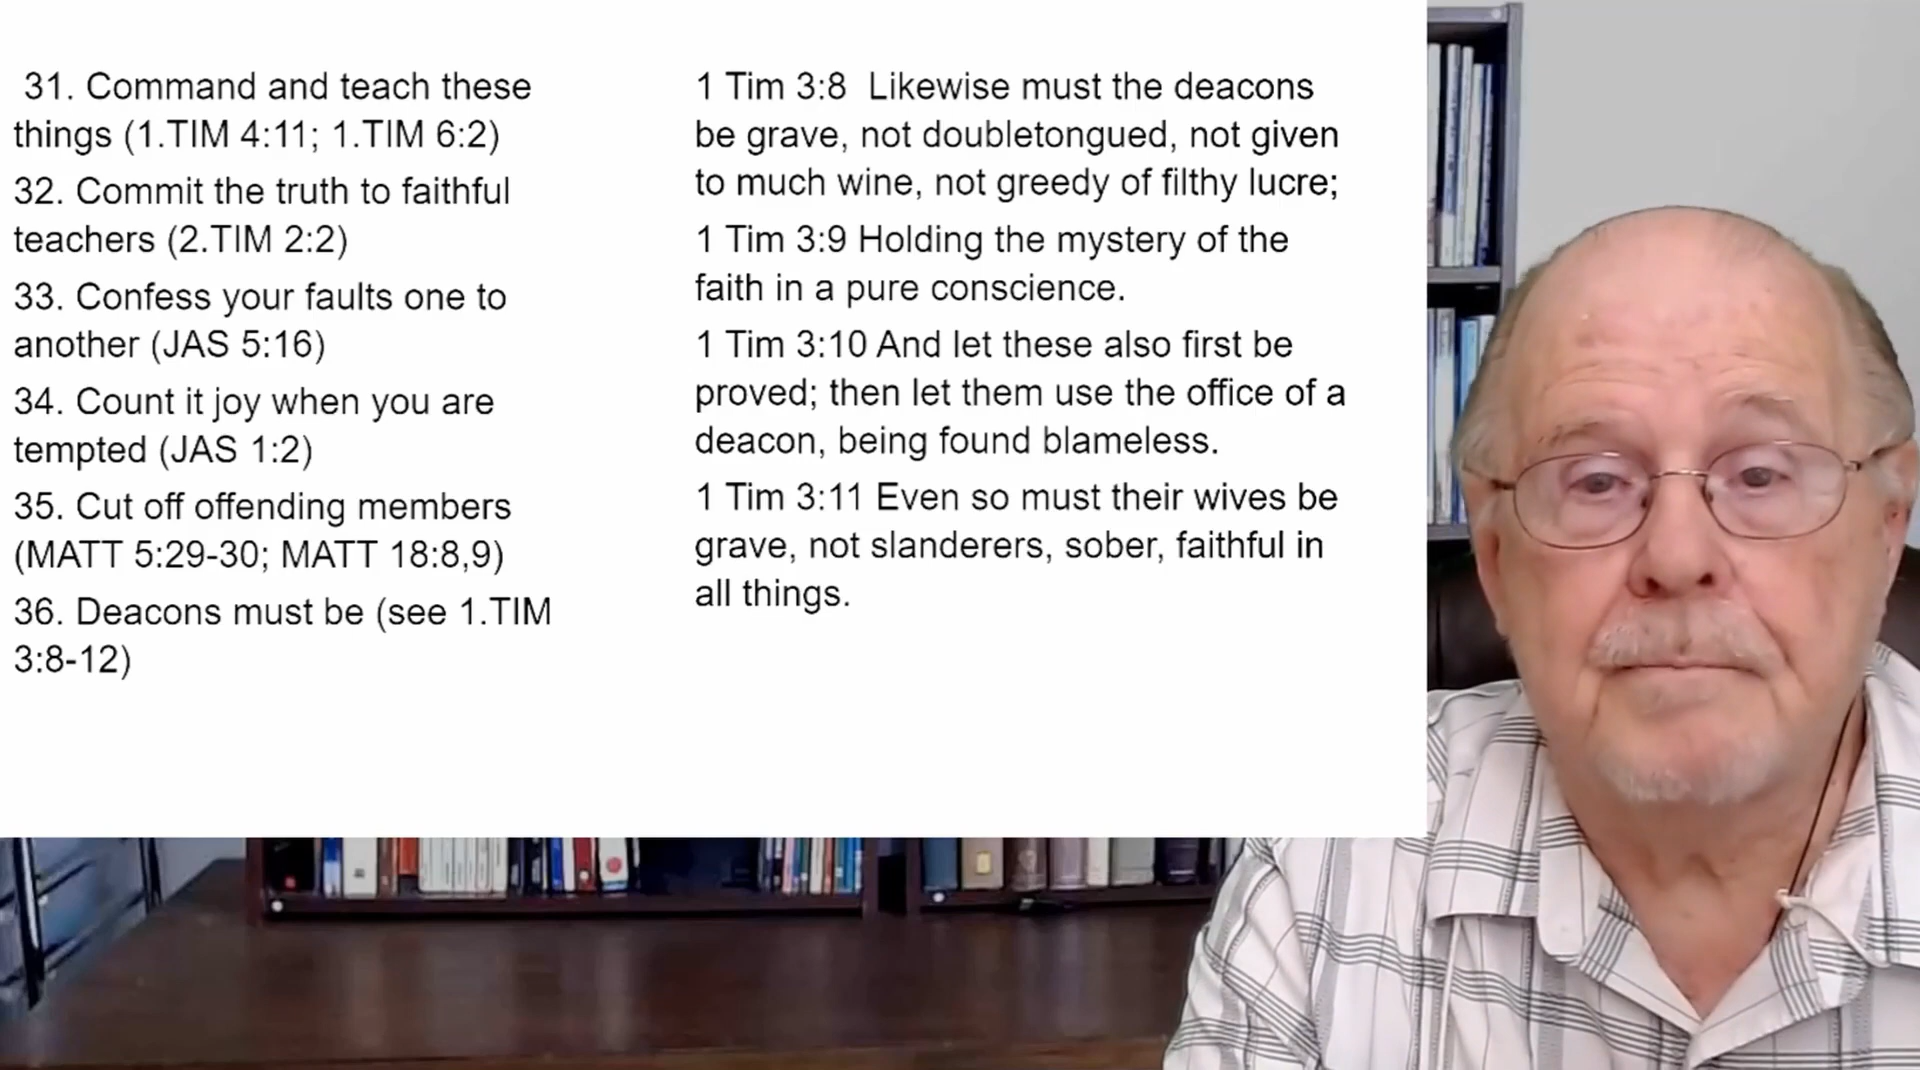 31. Command and teach these
things (1.TIM 4:11; 1.TIM 6:2)
32. Commit the truth to faithful
teachers (2.TIM 2:2)
33. Confess your faults one to
another (JAS 5:16)
34. Count it joy when you are
tempted (JAS 1:2)
35. Cut off offending members
(MATT 5:29-30; MATT 18:8,9)
36. Deacons must be (see 1.TIM
3:8-12)
1 Tim 3:8 Likewise must the deacons
be grave, not doubletongued, not given
to much wine, not greedy of filthy lucre;
1 Tim 3:9 Holding the mystery of the
faith in a pure conscience.
1 Tim 3:10 And let these also first be
proved; then let them use the office of a
deacon, being found blameless.
1 Tim 3:11 Even so must their wives be
grave, not slanderers, sober, faithful in
all things.